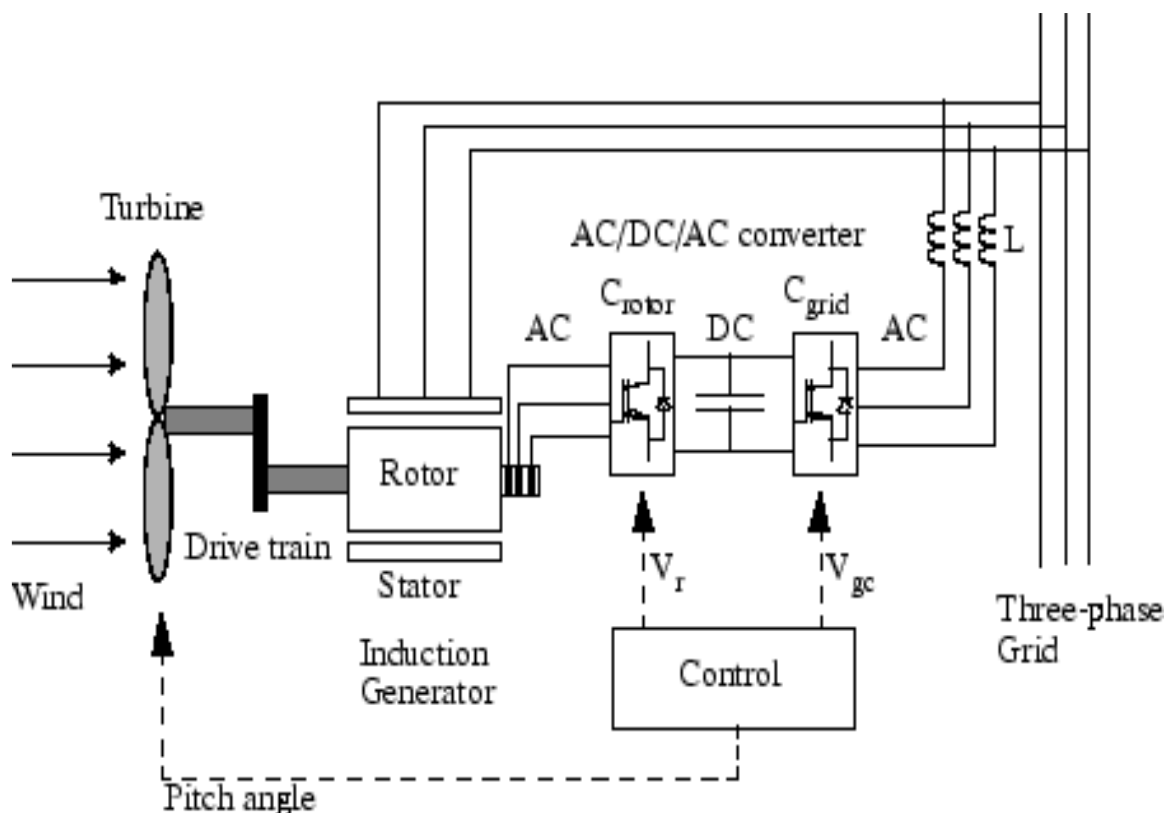 Turbine
AC/DC/AC converter
L
C_rotor
C_grid
AC
DC
AC
Rotor
Drive train
Stator
Wind
V_r
V_gc
Three-phase
Grid
Induction
Generator
Control
Pitch angle